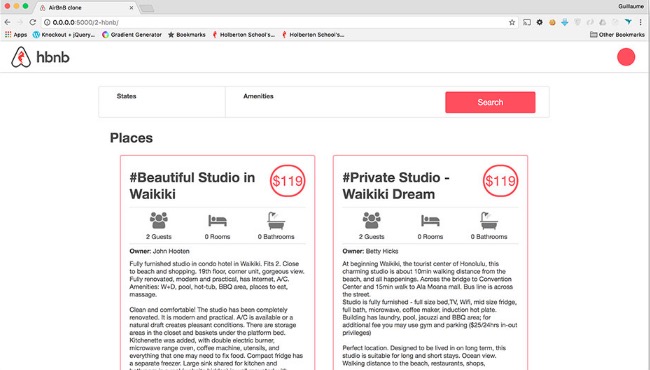 AirBnB clone
Guillaume
0.0.0.0:5000/2-hbnb/
Apps Knockout + jQuery... Gradient Generator Bookmarks Holberton School's... Holberton School's... Other Bookmarks
hbnb
States Amenities Search
Places
#Beautiful Studio in
Waikiki
$119
2 Guests 0 Rooms 0 Bathrooms
Owner: John Hooten
Fully furnished studio in condo hotel in Waikiki. Fits 2. Close
to beach and shopping. 19th floor, corner unit, gorgeous view.
Fully renovated, modern and practical, has Internet, A/C.
Amenities: W+D, pool, hot-tub, BBQ area, places to eat,
massage.
Clean and comfortable! The studio has been completely
renovated. It is modern and practical. A/C is available or a
natural draft creates pleasant conditions. There are storage
areas in the closet and baskets under the platform bed.
Kitchenette was added, with double electric burner,
microwave range oven, coffee machine, utensils, and
everything that one may need to fix food. Compact fridge has
a separate freezer. Large sink shared for kitchen and
#Private Studio -
Waikiki Dream
$119
2 Guests 0 Rooms 0 Bathrooms
Owner: Betty Hicks
At beginning Waikiki, the tourist center of Honolulu, this
charming studio is about 10min walking distance from the
beach, and all happenings. Across the bridge to Convention
Center and 15min walk to Ala Moana mall. Bus line is across
the street.
Studio is fully furnished - full size bed,TV, Wifi, mid size fridge,
full bath, microwave, coffee maker, induction hot plate.
Building has laundry, pool, jacuzzi and BBQ area; for
additional fee you may use gym and parking ($25/24hrs in-out
privileges)
Perfect location. Designed to be lived in on long term, this
studio is suitable for long and short stays. Ocean view.
Walking distance to the beach, restaurants, shops,